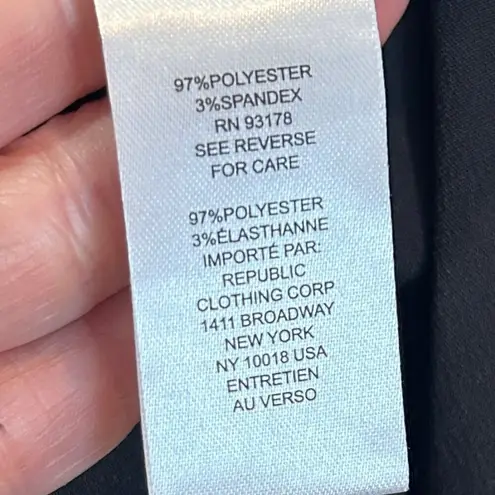 97%POLYESTER
3%SPANDEX
RN 93178
SEE REVERSE
FOR CARE
97%POLYESTER
3%ÉLASTHANNE
IMPORTÉ PAR:
REPUBLIC
CLOTHING CORP
1411 BROADWAY
NEW YORK
NY 10018 USA
ENTRETIEN
AU VERSO